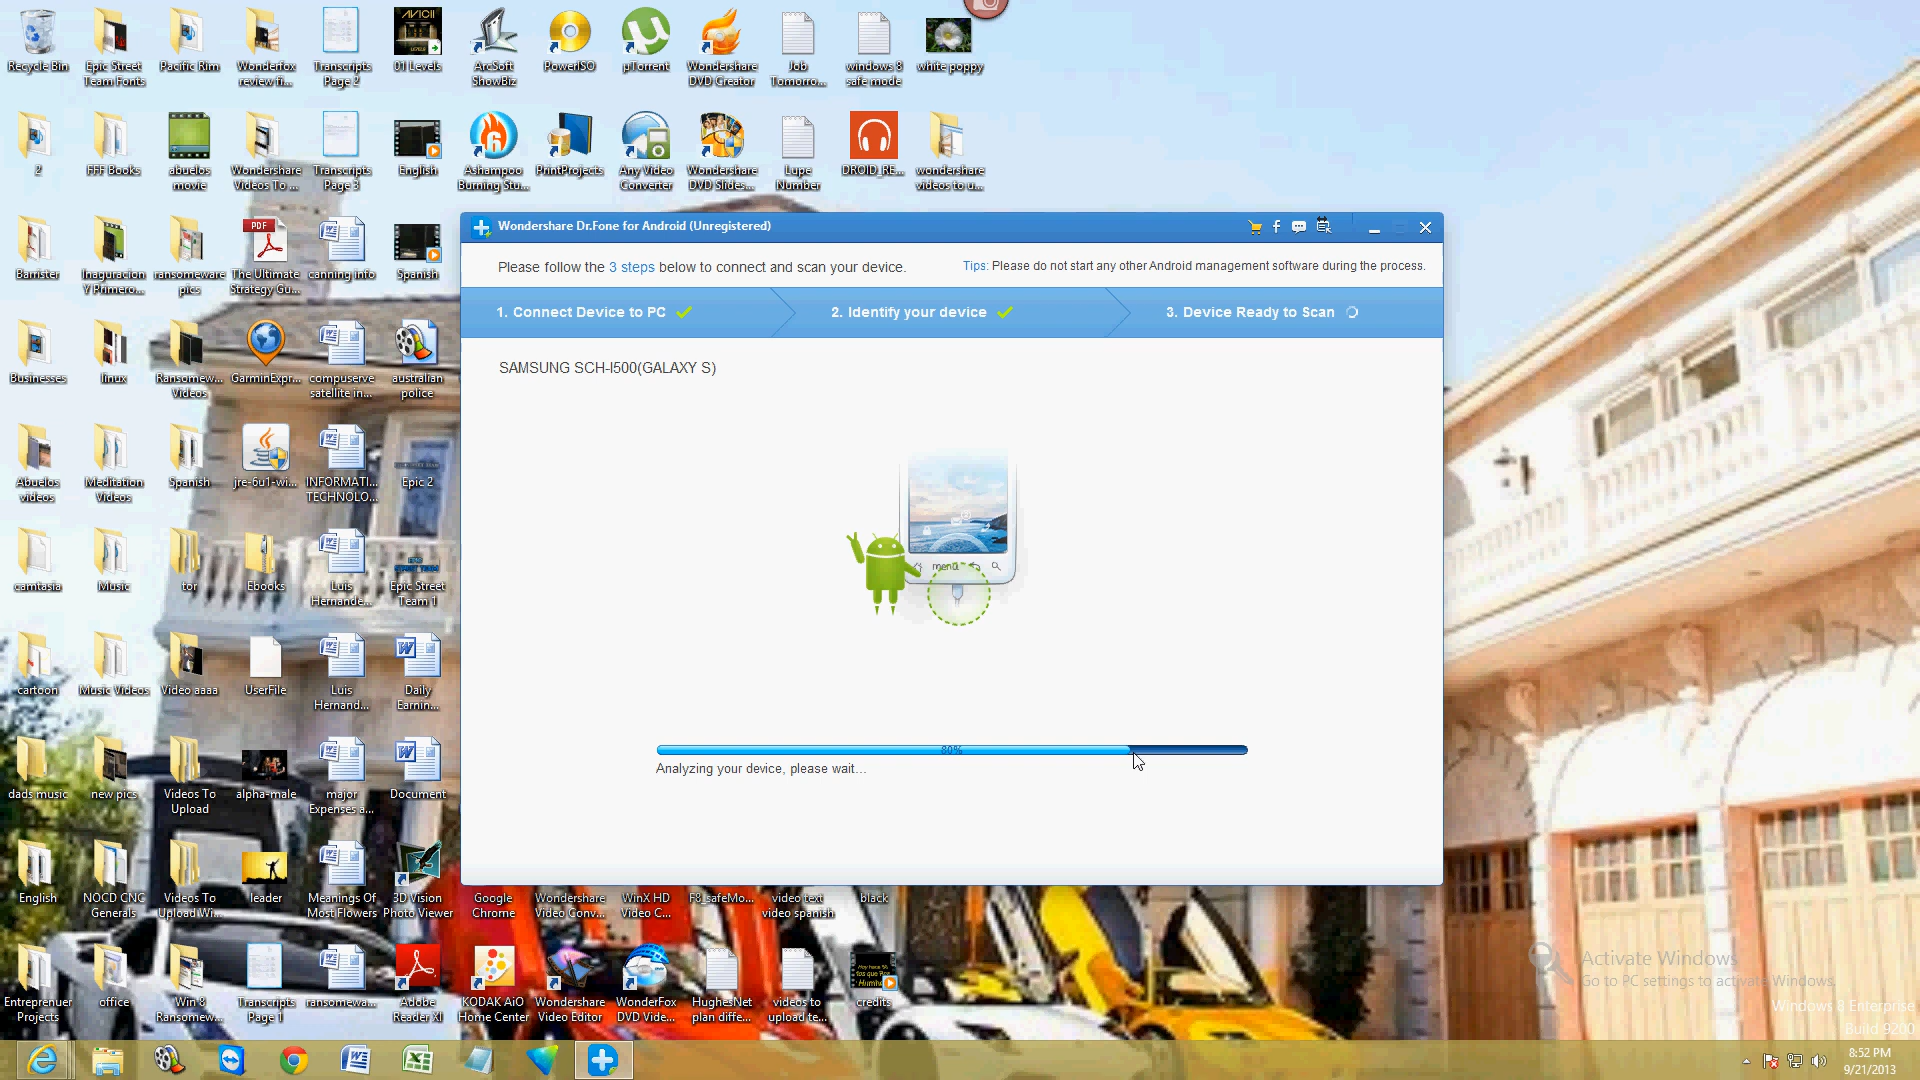 Recycle Bin
Epic Street
Team Fonts
Pacific Rim
Wonderfox
review fi...
Transcripts
Page 2
AVICII
01 Levels
ArcSoft
ShowBiz
PowerISO
µTorrent
Wondershare
DVD Creator
Job
Tomorro...
windows 8
safe mode
white poppy
2
FFF Books
abuelos
movie
Wondershare
Videos To ...
Transcripts
Page 3
English
Ashampoo
Burning Stu...
PrintProjects
Any Video
Converter
Wondershare
DVD Slides...
Lupe
Number
DROID_RE...
wondershare
videos to u...
Barrister
Inaguracion
Y Primero...
ransomeware
pics
PDF
The Ultimate
Strategy Gu...
canning info
Spanish
Businesses
linux
Ransomew...
Videos
GarminExpr...
compuserve
satellite in...
australian
police
Abuelos
videos
Meditation
Videos
Spanish
jre-6u1-wi...
INFORMATI...
TECHNOLO...
Epic 2
camtasia
Music
tor
Ebooks
Luis
Hernande...
Epic Street
Team 1
cartoon
Music Videos
Video aaaa
UserFile
Luis
Hernand...
Daily
Earnin...
dads music
new pics
Videos To
Upload
alpha-male
major
Expenses a...
Document
English
NOCD CNC
Generals
Videos To
Upload Wi...
leader
Meanings Of
Most Flowers
3D Vision
Photo Viewer
Google
Chrome
Wondershare
Video Conv...
WinX HD
Video C...
F8_safeMo...
video text
video spanish
black
Entreprenuer
Projects
office
Win 8
Ransomew...
Transcripts
Page 1
ransomewa...
Adobe
Reader XI
KODAK AiO
Home Center
Wondershare
Video Editor
WonderFox
DVD Vide...
HughesNet
plan diffe...
videos to
upload te...
credits
Wondershare Dr.Fone for Android (Unregistered)
Please follow the 3 steps below to connect and scan your device.
Tips: Please do not start any other Android management software during the process.
1. Connect Device to PC
2. Identify your device
3. Device Ready to Scan
SAMSUNG SCH-I500(GALAXY S)
menu
80%
Analyzing your device, please wait...
Activate Windows
Go to PC settings to activate Windows.
Windows 8 Enterprise
Build 9200
8:52 PM
9/21/2013